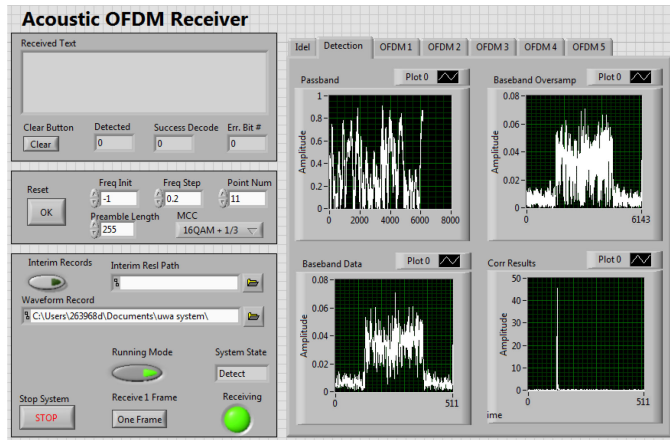 Acoustic OFDM Receiver
Received Text
Clear Button Detected Success Decode Err. Bit #
Clear 0 0 0
Reset Freq Init Freq Step Point Num
OK -1 0.2 11
Preamble Length MCC
255 16QAM + 1/3
Interim Records Interim Resl Path
Waveform Record
C:\Users\263968d\Documents\uwa system\
Running Mode System State
Detect
Stop System Receive 1 Frame Receiving
STOP One Frame
Idel Detection OFDM 1 OFDM 2 OFDM 3 OFDM 4 OFDM 5
Passband Plot 0
Amplitude
1
0.8
0.6
0.4
0.2
0
0 2000 4000 6000 8000
Baseband Oversamp Plot 0
Amplitude
0.08
0.06
0.04
0.02
0
0 6143
Baseband Data Plot 0
Amplitude
0.08
0.06
0.04
0.02
0
0 511
Corr Results Plot 0
Amplitude
50
40
30
20
10
0
0 511
ime